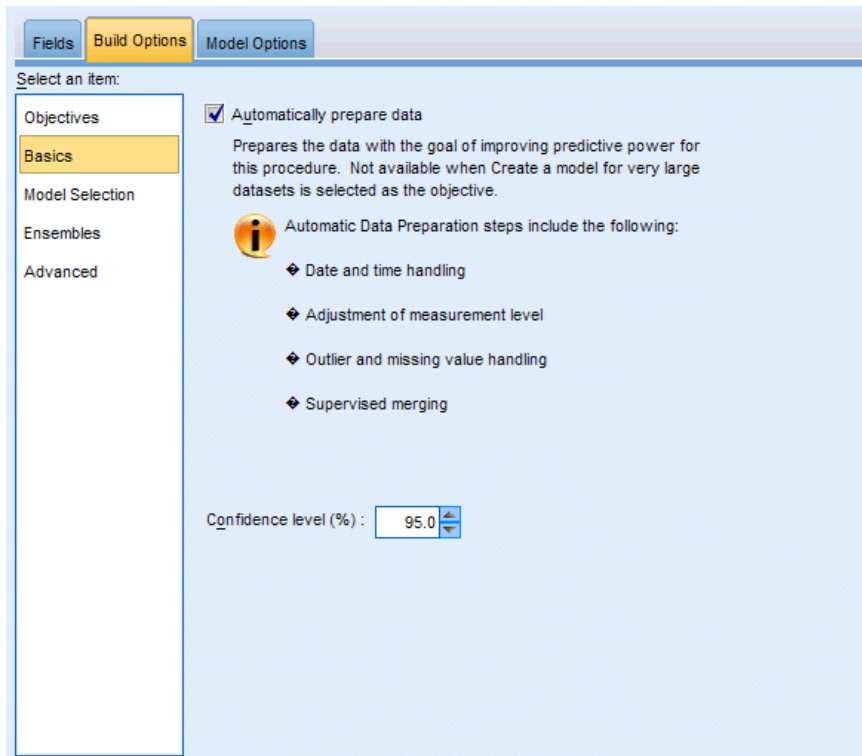 Fields Build Options Model Options
Select an item:
Objectives
Basics
Model Selection
Ensembles
Advanced
Automatically prepare data
Prepares the data with the goal of improving predictive power for
this procedure. Not available when Create a model for very large
datasets is selected as the objective.
Automatic Data Preparation steps include the following:
� Date and time handling
� Adjustment of measurement level
� Outlier and missing value handling
� Supervised merging
Confidence level (%) : 95.0